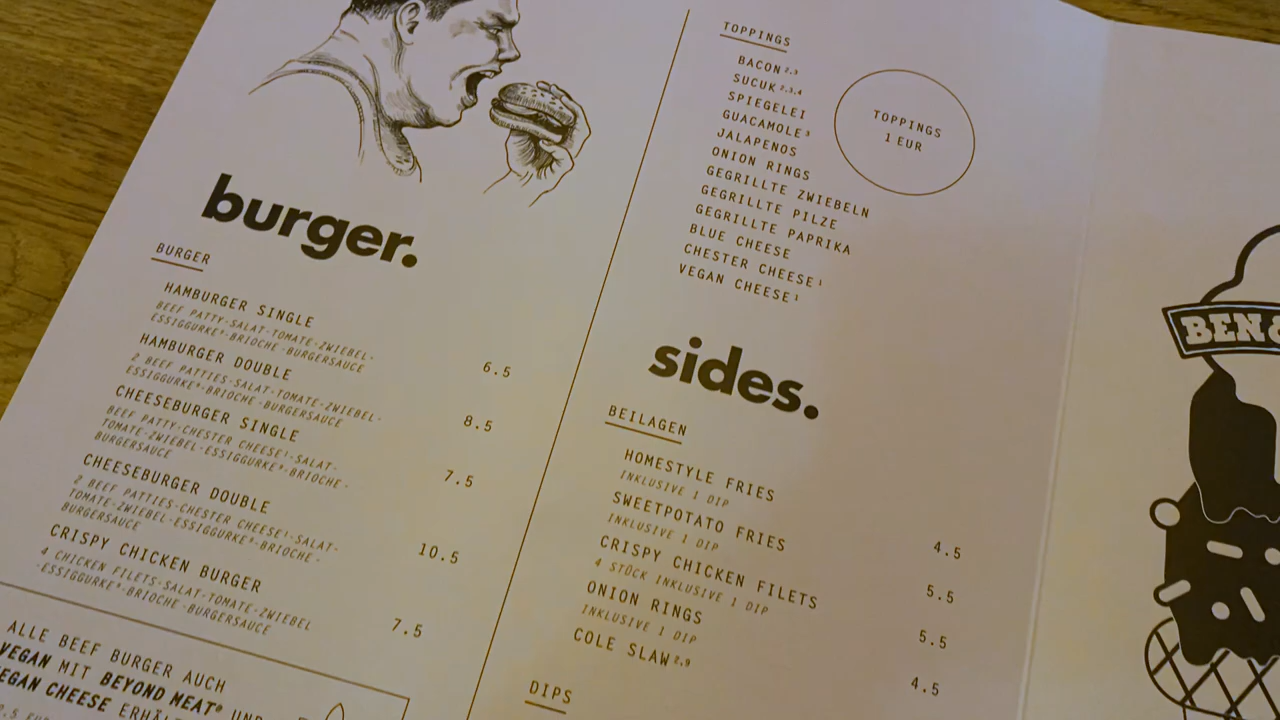 burger.
BURGER
HAMBURGER SINGLE
BEEF PATTY·SALAT·TOMATE·ZWIEBEL·
ESSIGGURKE⁹·BRIOCHE·BURGERSAUCE
6.5
HAMBURGER DOUBLE
2 BEEF PATTIES·SALAT·TOMATE·ZWIEBEL·
ESSIGGURKE⁹·BRIOCHE·BURGERSAUCE
8.5
CHEESEBURGER SINGLE
BEEF PATTY·CHESTER CHEESE¹·SALAT·
TOMATE·ZWIEBEL·ESSIGGURKE⁹·BRIOCHE·
BURGERSAUCE
7.5
CHEESEBURGER DOUBLE
2 BEEF PATTIES·CHESTER CHEESE¹·SALAT·
TOMATE·ZWIEBEL·ESSIGGURKE⁹·BRIOCHE·
BURGERSAUCE
10.5
CRISPY CHICKEN BURGER
4 CHICKEN FILETS·SALAT·TOMATE·ZWIEBEL
·ESSIGGURKE⁹·BRIOCHE·BURGERSAUCE
7.5
ALLE BEEF BURGER AUCH
VEGAN MIT BEYOND MEAT® UND
VEGAN CHEESE
TOPPINGS
BACON²,³
SUCUK²,³,⁴
SPIEGELEI
GUACAMOLE³
JALAPENOS
ONION RINGS
GEGRILLTE ZWIEBELN
GEGRILLTE PILZE
GEGRILLTE PAPRIKA
BLUE CHEESE
CHESTER CHEESE¹
VEGAN CHEESE¹
TOPPINGS
1 EUR
sides.
BEILAGEN
HOMESTYLE FRIES
INKLUSIVE 1 DIP
4.5
SWEETPOTATO FRIES
INKLUSIVE 1 DIP
5.5
CRISPY CHICKEN FILETS
4 STÜCK INKLUSIVE 1 DIP
5.5
ONION RINGS
INKLUSIVE 1 DIP
4.5
COLE SLAW²,⁹
DIPS
BEN&